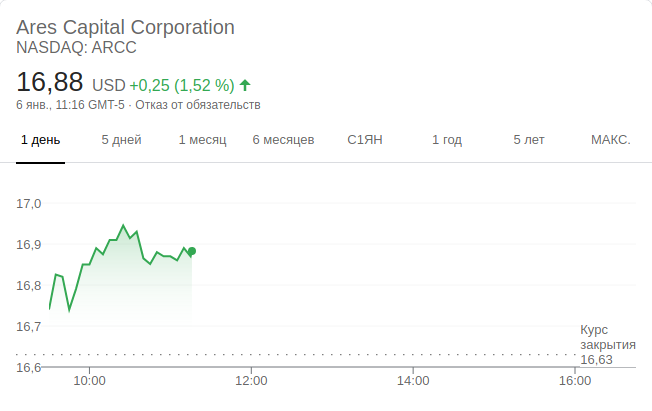 Ares Capital Corporation
NASDAQ: ARCC
16,88 USD +0,25 (1,52 %)
6 янв., 11:16 GMT-5 · Отказ от обязательств
1 день 5 дней 1 месяц 6 месяцев С1ЯН 1 год 5 лет МАКС.
17,0
16,9
16,8
16,7
Курс
закрытия
16,63
16,6
10:00 12:00 14:00 16:00